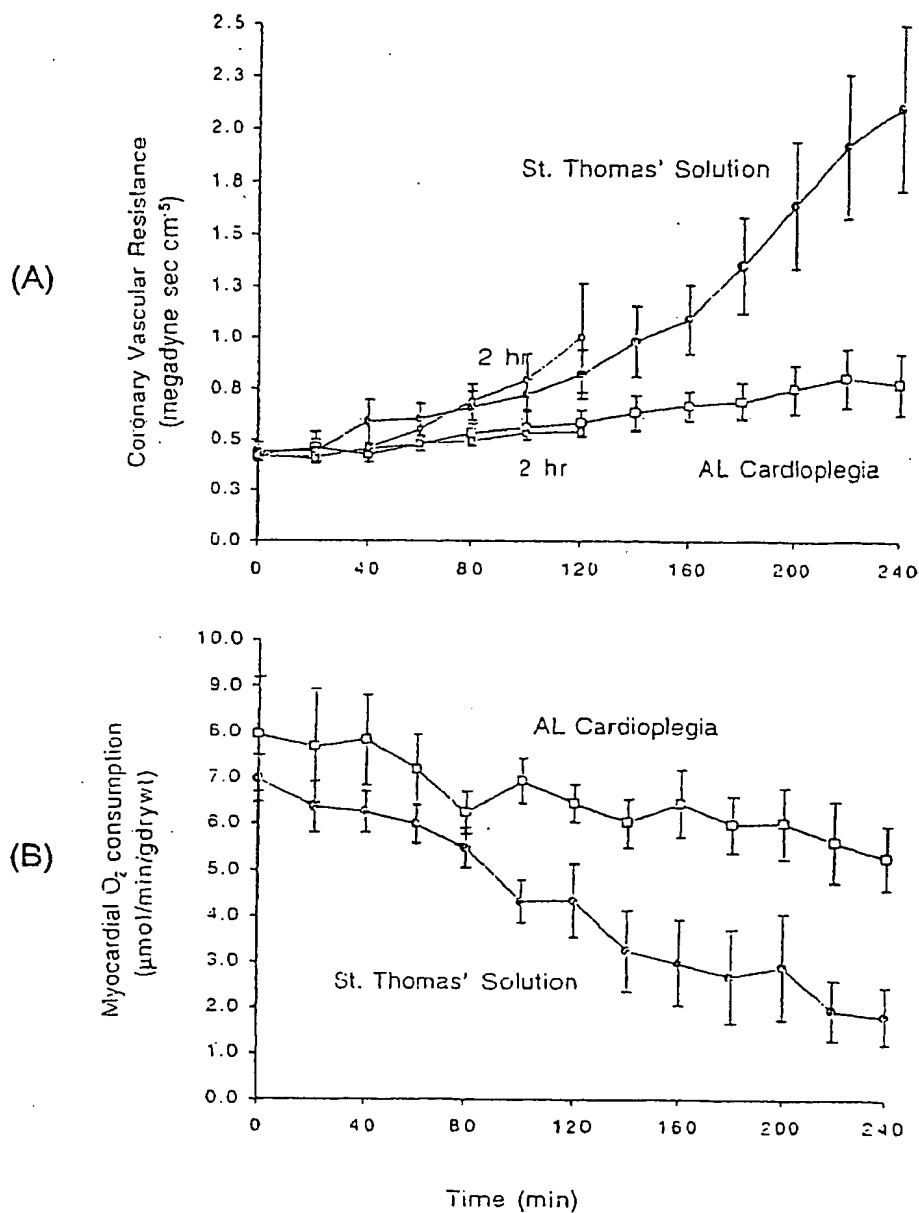 (A)
Coronary Vascular Resistance
(megadyne sec cm-5)
2.5
2.3
2.0
1.8
1.5
1.3
1.0
0.8
0.5
0.3
0.0
St. Thomas' Solution
2 hr
2 hr
AL Cardioplegia
0 40 80 120 160 200 240
(B)
Myocardial O2 consumption
(μmol/min/gdrywt)
10.0
9.0
8.0
7.0
6.0
5.0
4.0
3.0
2.0
1.0
0.0
AL Cardioplegia
St. Thomas' Solution
0 40 80 120 160 200 240
Time (min)